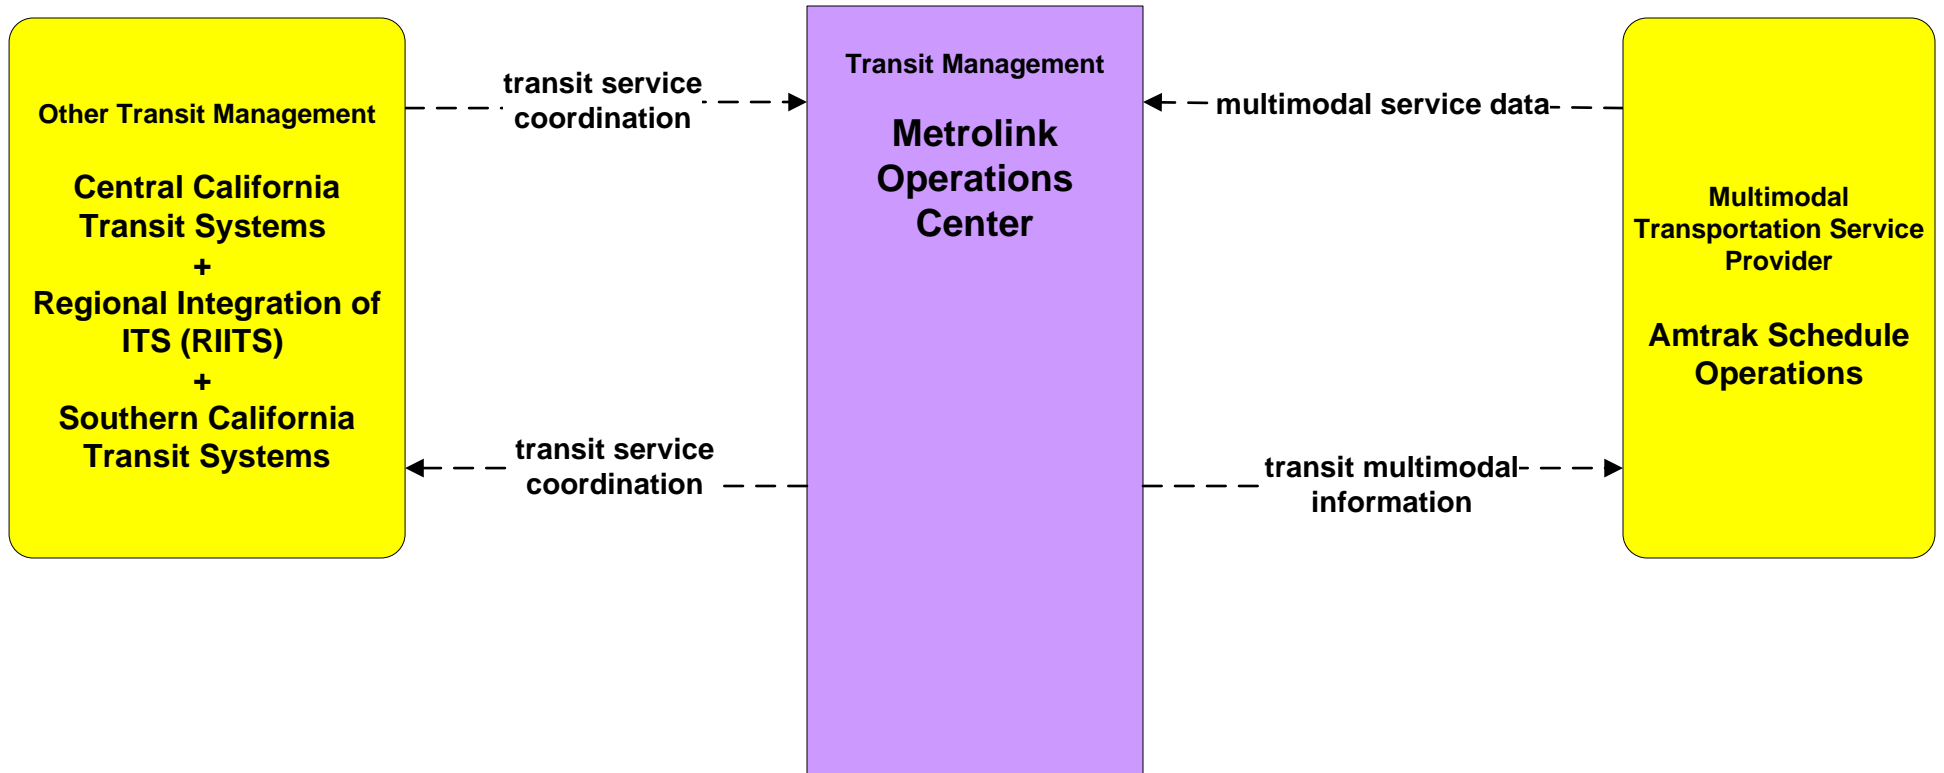 Other Transit Management
Central California
Transit Systems
+
Regional Integration of
ITS (RIITS)
+
Southern California
Transit Systems
transit service
coordination
transit service
coordination
Transit Management
Metrolink
Operations
Center
multimodal service data
transit multimodal
information
Multimodal
Transportation Service
Provider
Amtrak Schedule
Operations